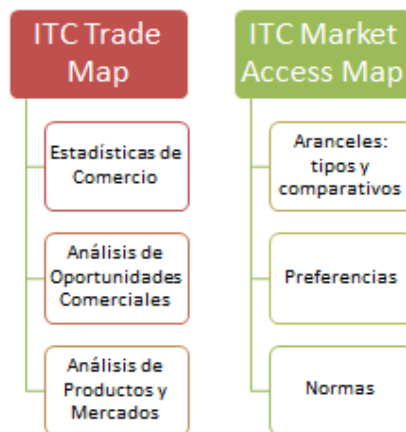 ITC Trade
Map
Estadísticas de
Comercio
Análisis de
Oportunidades
Comerciales
Análisis de
Productos y
Mercados
ITC Market
Access Map
Aranceles:
tipos y
comparativos
Preferencias
Normas